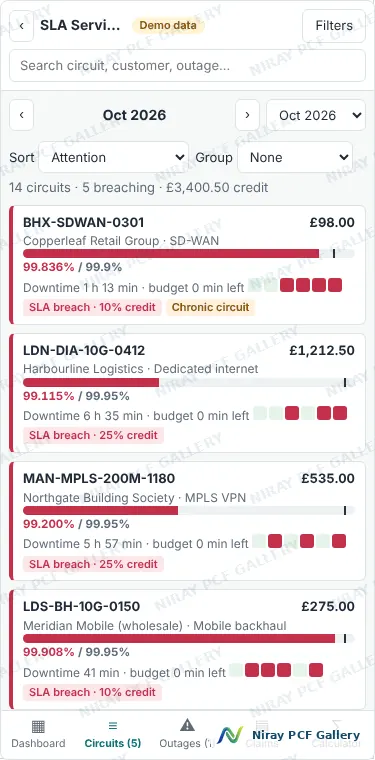 ‹ SLA Servi... Demo data Filters
Search circuit, customer, outage...
‹ Oct 2026 › Oct 2026
Sort Attention Group None
14 circuits · 5 breaching · £3,400.50 credit
BHX-SDWAN-0301 £98.00
Copperleaf Retail Group · SD-WAN
99.836% / 99.9%
Downtime 1 h 13 min · budget 0 min left
SLA breach · 10% credit Chronic circuit
LDN-DIA-10G-0412 £1,212.50
Harbourline Logistics · Dedicated internet
99.115% / 99.95%
Downtime 6 h 35 min · budget 0 min left
SLA breach · 25% credit
MAN-MPLS-200M-1180 £535.00
Northgate Building Society · MPLS VPN
99.200% / 99.95%
Downtime 5 h 57 min · budget 0 min left
SLA breach · 25% credit
LDS-BH-10G-0150 £275.00
Meridian Mobile (wholesale) · Mobile backhaul
99.908% / 99.95%
Downtime 41 min · budget 0 min left
SLA breach · 10% credit
Dashboard Circuits (5) Outages Claims Calculator
Niray PCF Gallery
NIRAY PCF GALLERY